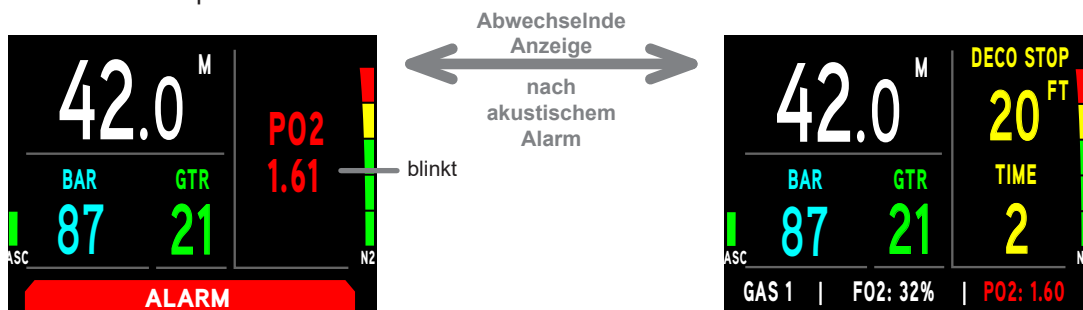 42.0 M
PO2
1.61
BAR GTR
87 21
ASC
N2
ALARM
Abwechselnde
Anzeige
nach
akustischem
Alarm
blinkt
DECO STOP
42.0 M
20 FT
BAR GTR
TIME
87 21
2
ASC
N
GAS 1 | FO2: 32% | PO2: 1.60